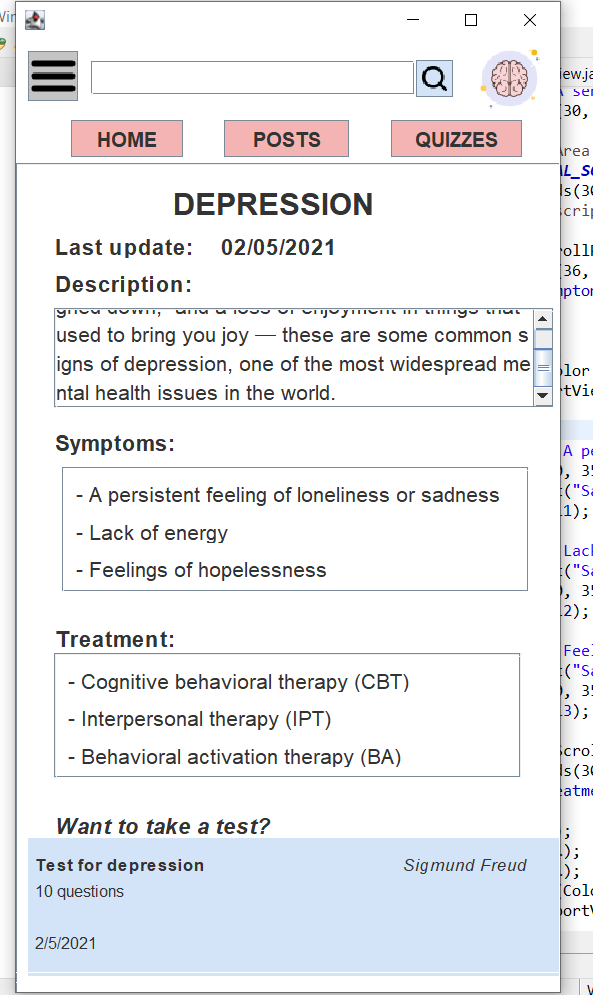 HOME POSTS QUIZZES
DEPRESSION
Last update: 02/05/2021
Description:
gned down," and a loss of enjoyment in things that
used to bring you joy — these are some common s
igns of depression, one of the most widespread me
ntal health issues in the world.
Symptoms:
- A persistent feeling of loneliness or sadness
- Lack of energy
- Feelings of hopelessness
Treatment:
- Cognitive behavioral therapy (CBT)
- Interpersonal therapy (IPT)
- Behavioral activation therapy (BA)
Want to take a test?
Test for depression Sigmund Freud
10 questions
2/5/2021